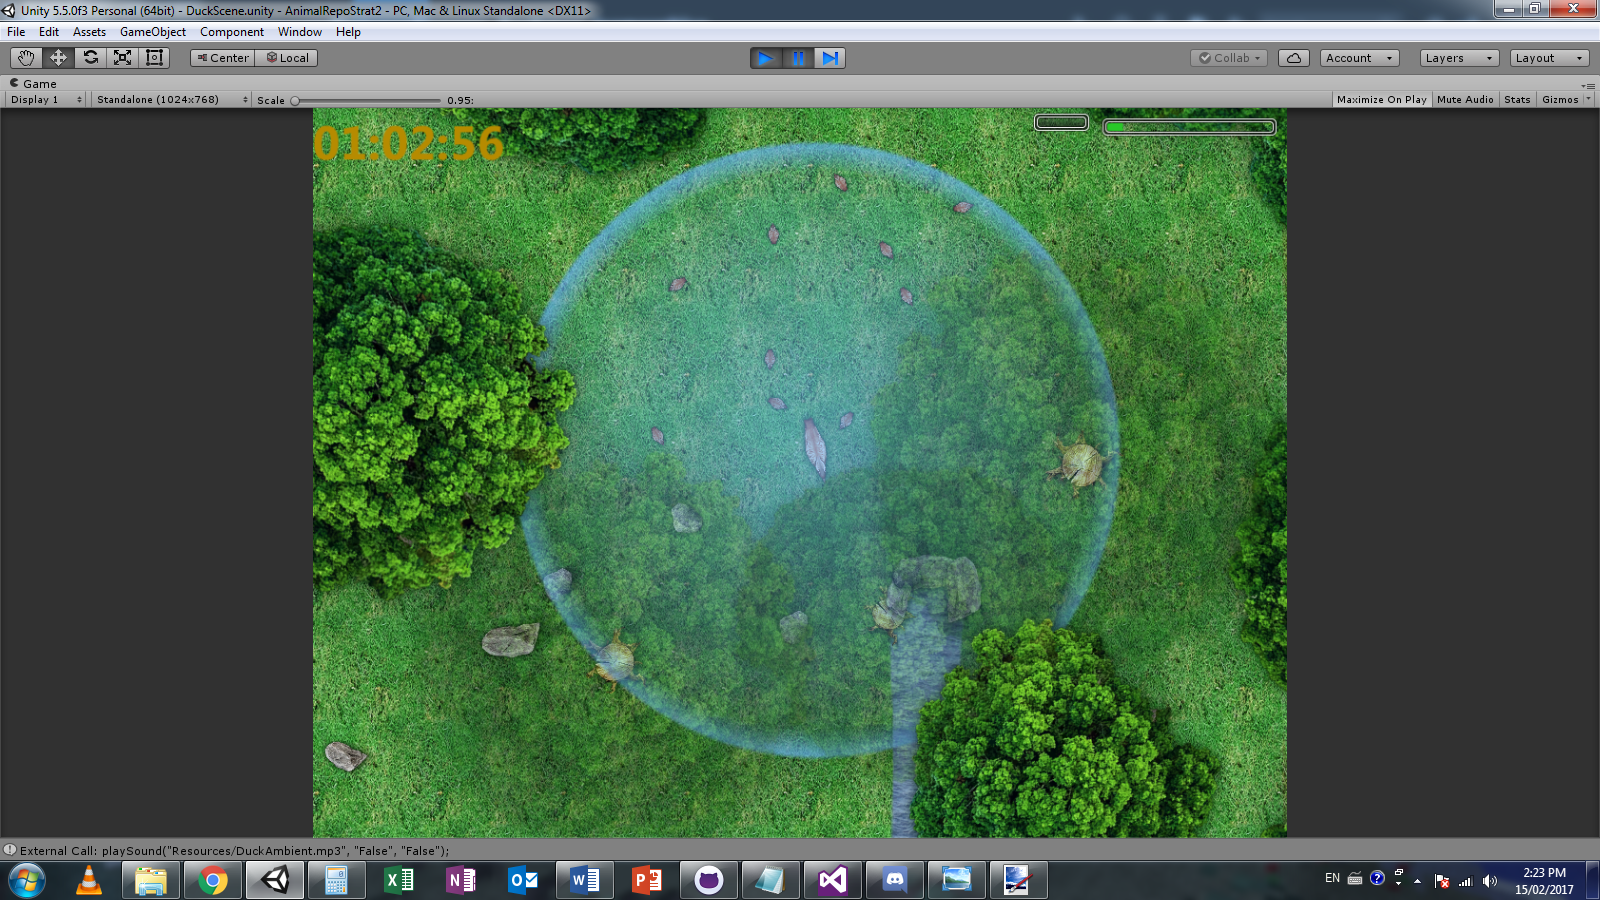 Unity 5.5.0f3 Personal (64bit) - DuckScene.unity - AnimalRepoStrat2 - PC, Mac & Linux Standalone <DX11>
File Edit Assets GameObject Component Window Help
Center Local Collab Account Layers Layout
Game
Display 1 Standalone (1024x768) Scale 0.95: Maximize On Play Mute Audio Stats Gizmos
01:02:56
External Call: playSound("Resources/DuckAmbient.mp3", "False", "False");
EN
2:23 PM
15/02/2017